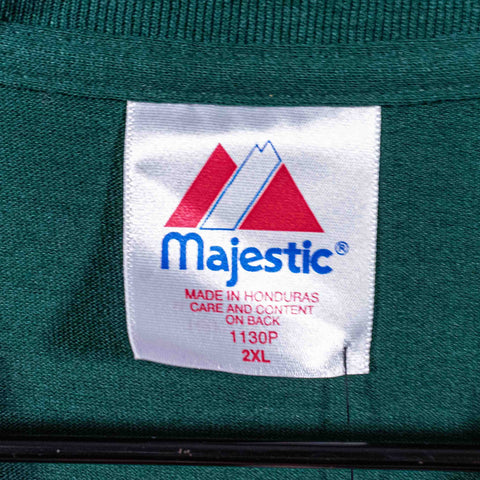 Majestic®
MADE IN HONDURAS
CARE AND CONTENT
ON BACK
1130P
2XL